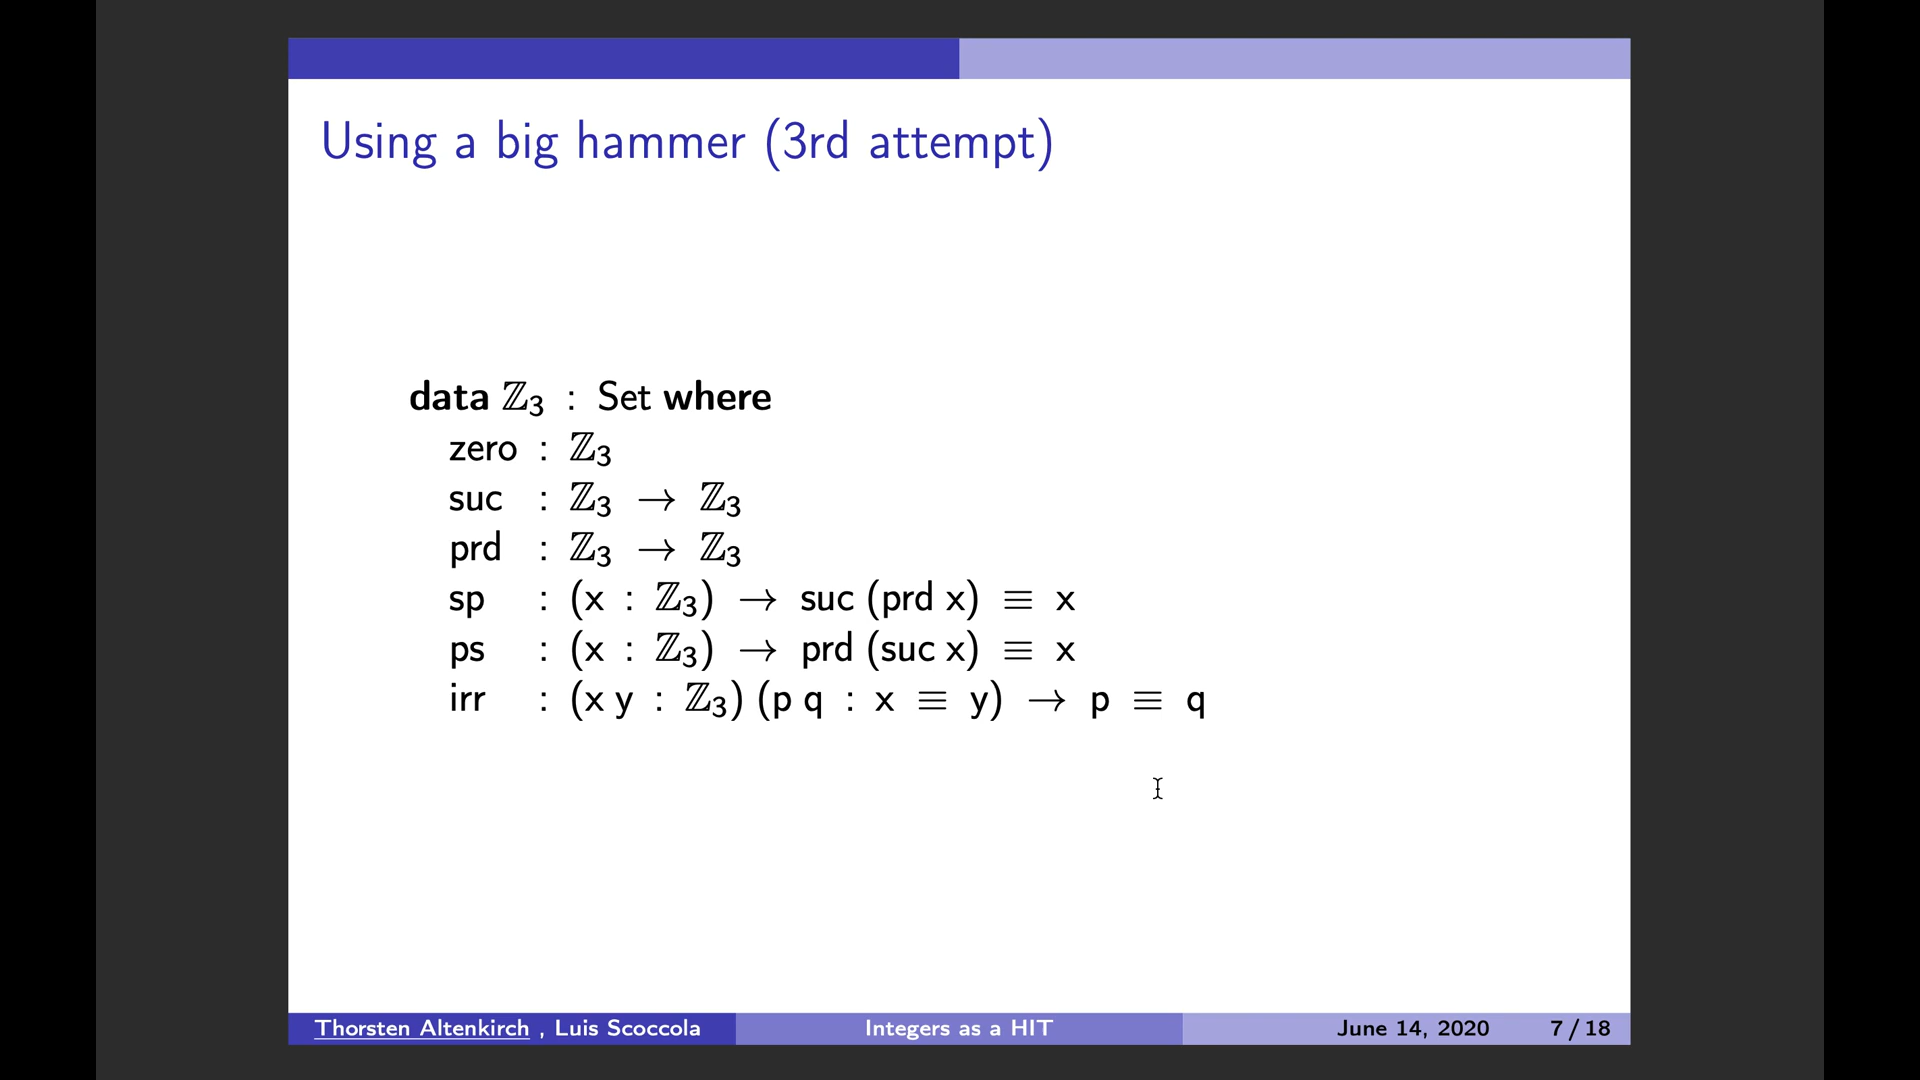 Using a big hammer (3rd attempt)
data ℤ₃ : Set where
zero : ℤ₃
suc : ℤ₃ → ℤ₃
prd : ℤ₃ → ℤ₃
sp : (x : ℤ₃) → suc (prd x) ≡ x
ps : (x : ℤ₃) → prd (suc x) ≡ x
irr : (x y : ℤ₃) (p q : x ≡ y) → p ≡ q
Thorsten Altenkirch , Luis Scoccola Integers as a HIT June 14, 2020 7 / 18